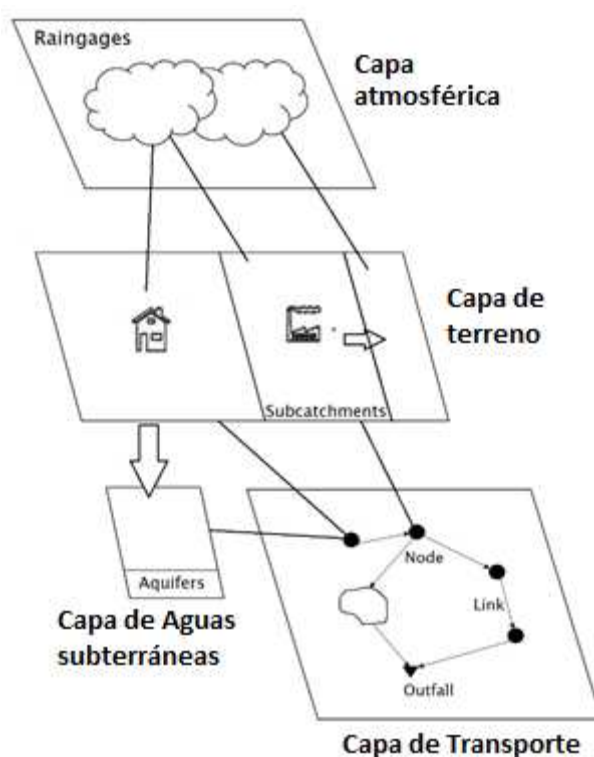 Raingages
Capa
atmosférica
Capa de
terreno
Subcatchments
Node
Link
Aquifers
Capa de Aguas
subterráneas
Outfall
Capa de Transporte